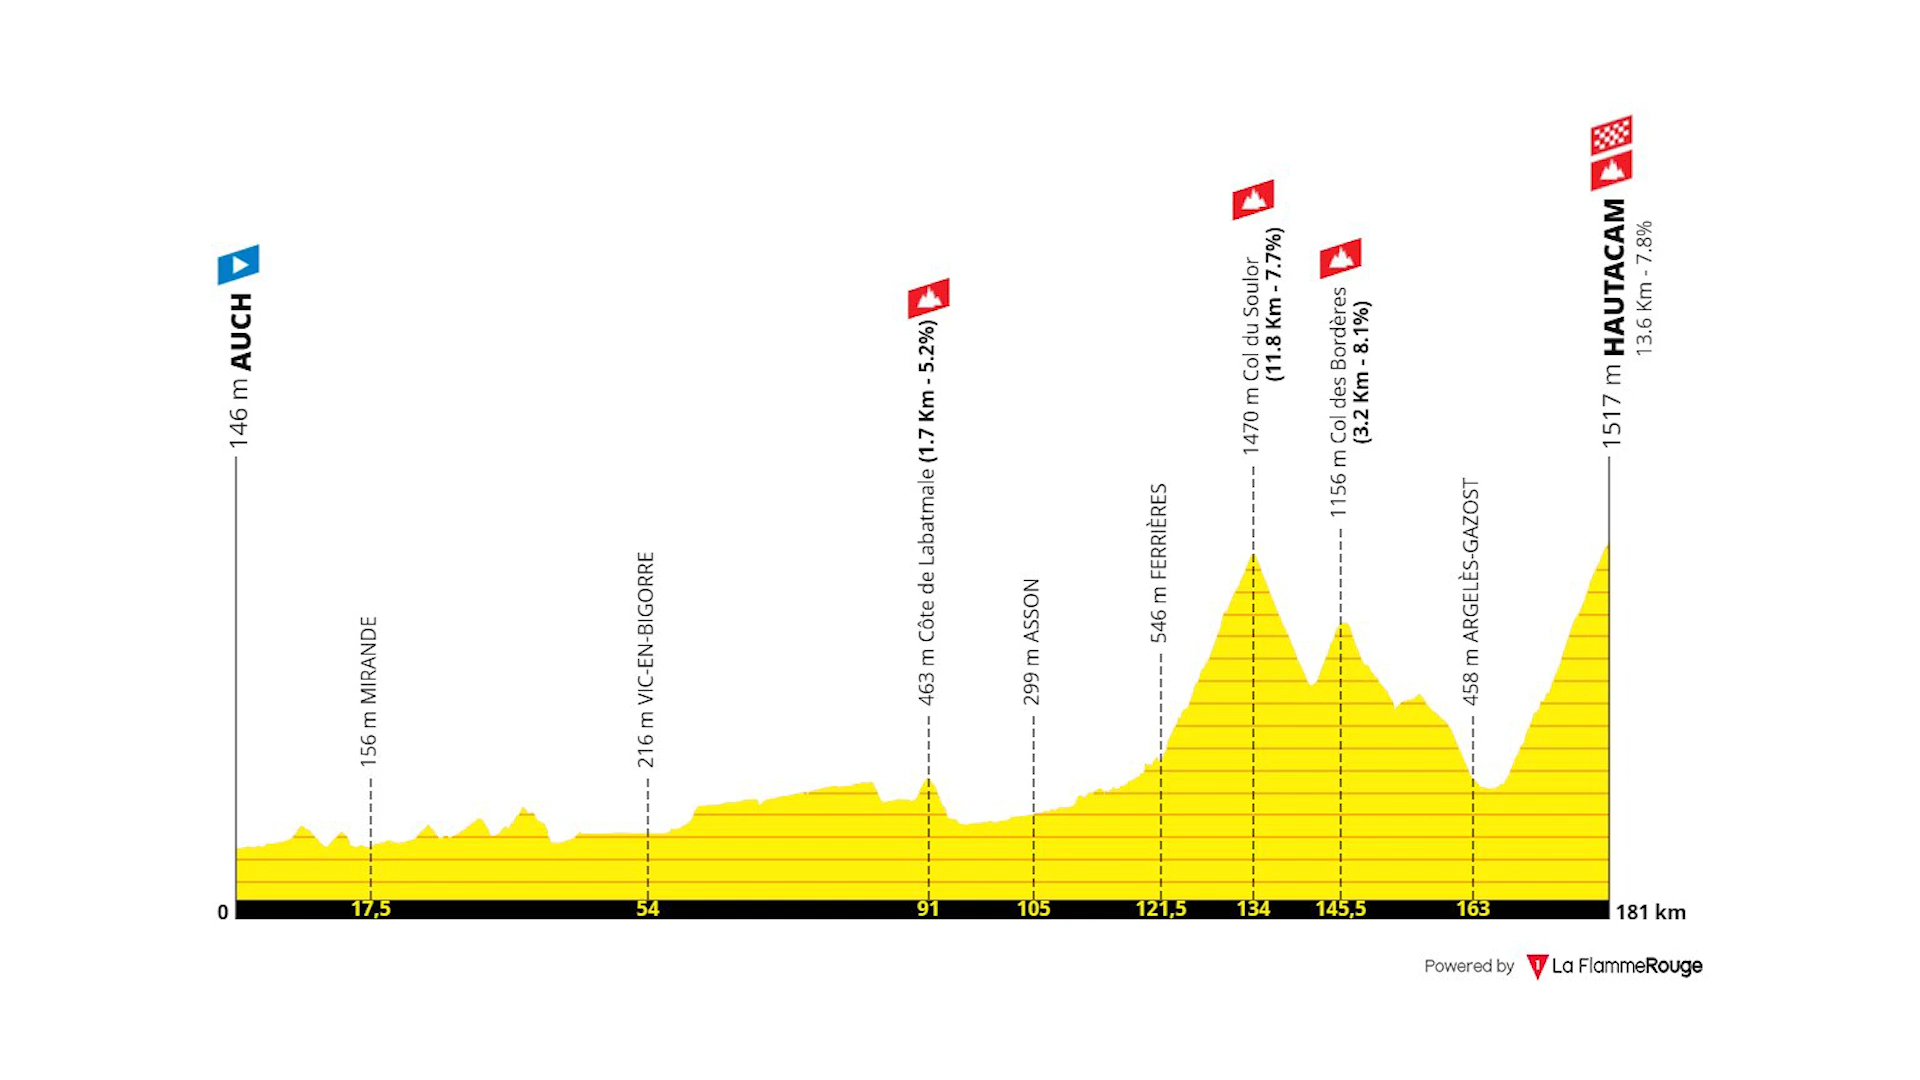 146 m AUCH
156 m MIRANDE
216 m VIC-EN-BIGORRE
463 m Côte de Labatmale (1.7 Km - 5.2%)
299 m ASSON
546 m FERRIÈRES
1470 m Col du Soulor
(11.8 Km - 7.7%)
1156 m Col des Bordères
(3.2 Km - 8.1%)
458 m ARGELÈS-GAZOST
1517 m HAUTACAM
13.6 Km - 7.8%
0 17,5 54 91 105 121,5 134 145,5 163 181 km
Powered by La FlammeRouge